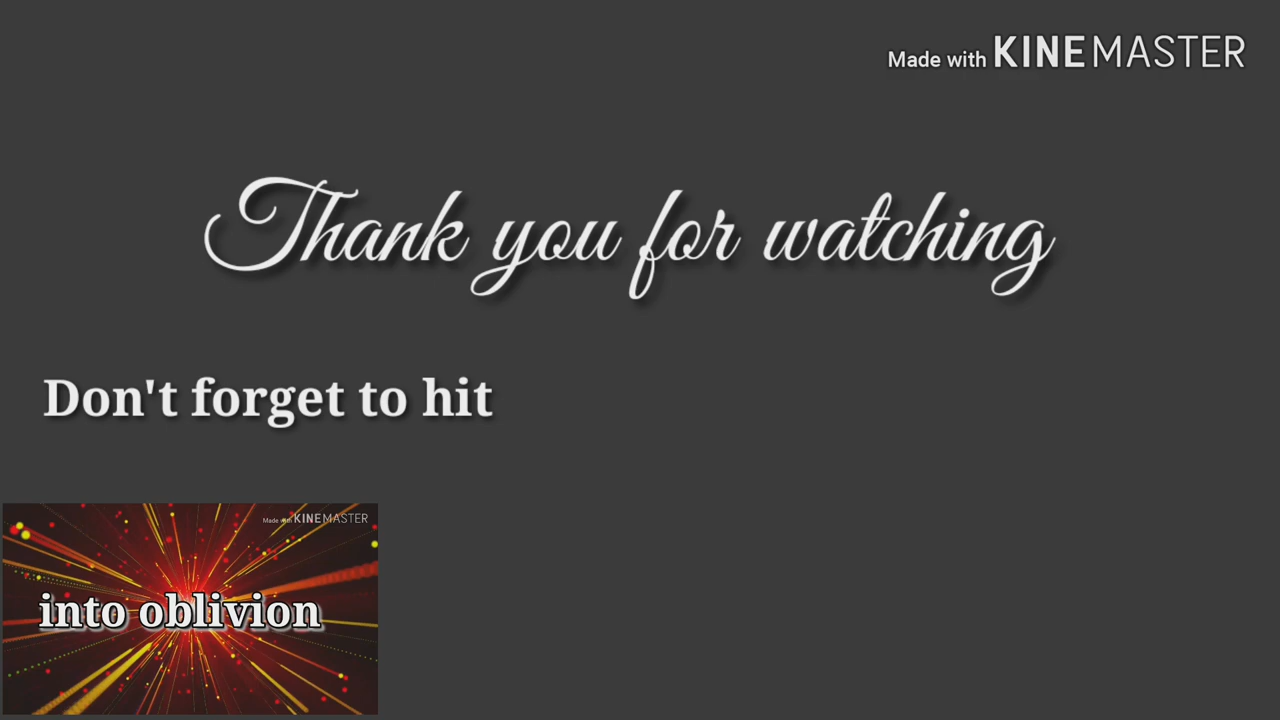 Made with KINEMASTER
Thank you for watching
Don't forget to hit
Made with KINEMASTER
into oblivion